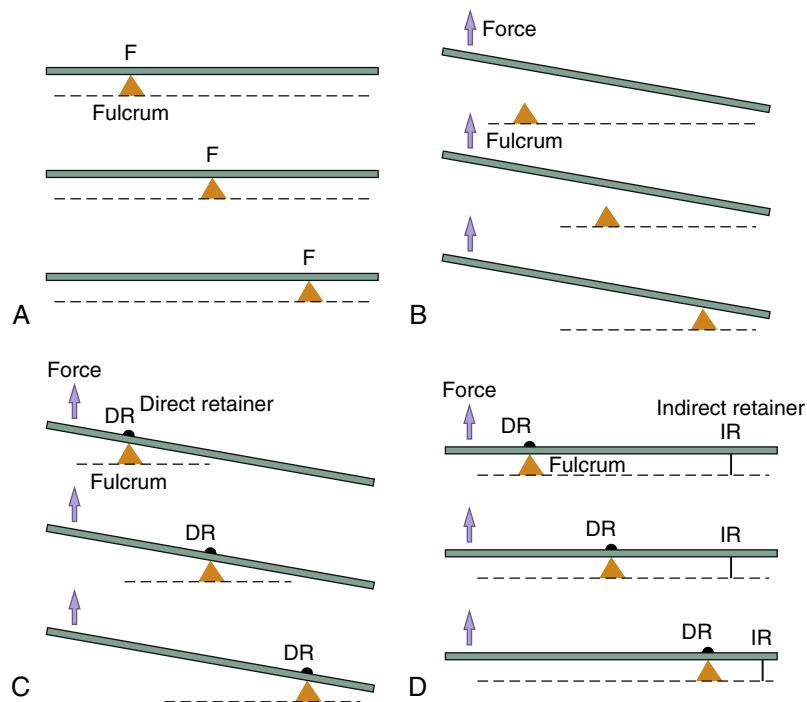 F
Fulcrum
F
F
A
Force
Fulcrum
B
Force
DR Direct retainer
Fulcrum
DR
DR
C
Force
Indirect retainer
DR
IR
Fulcrum
DR
IR
DR
IR
D